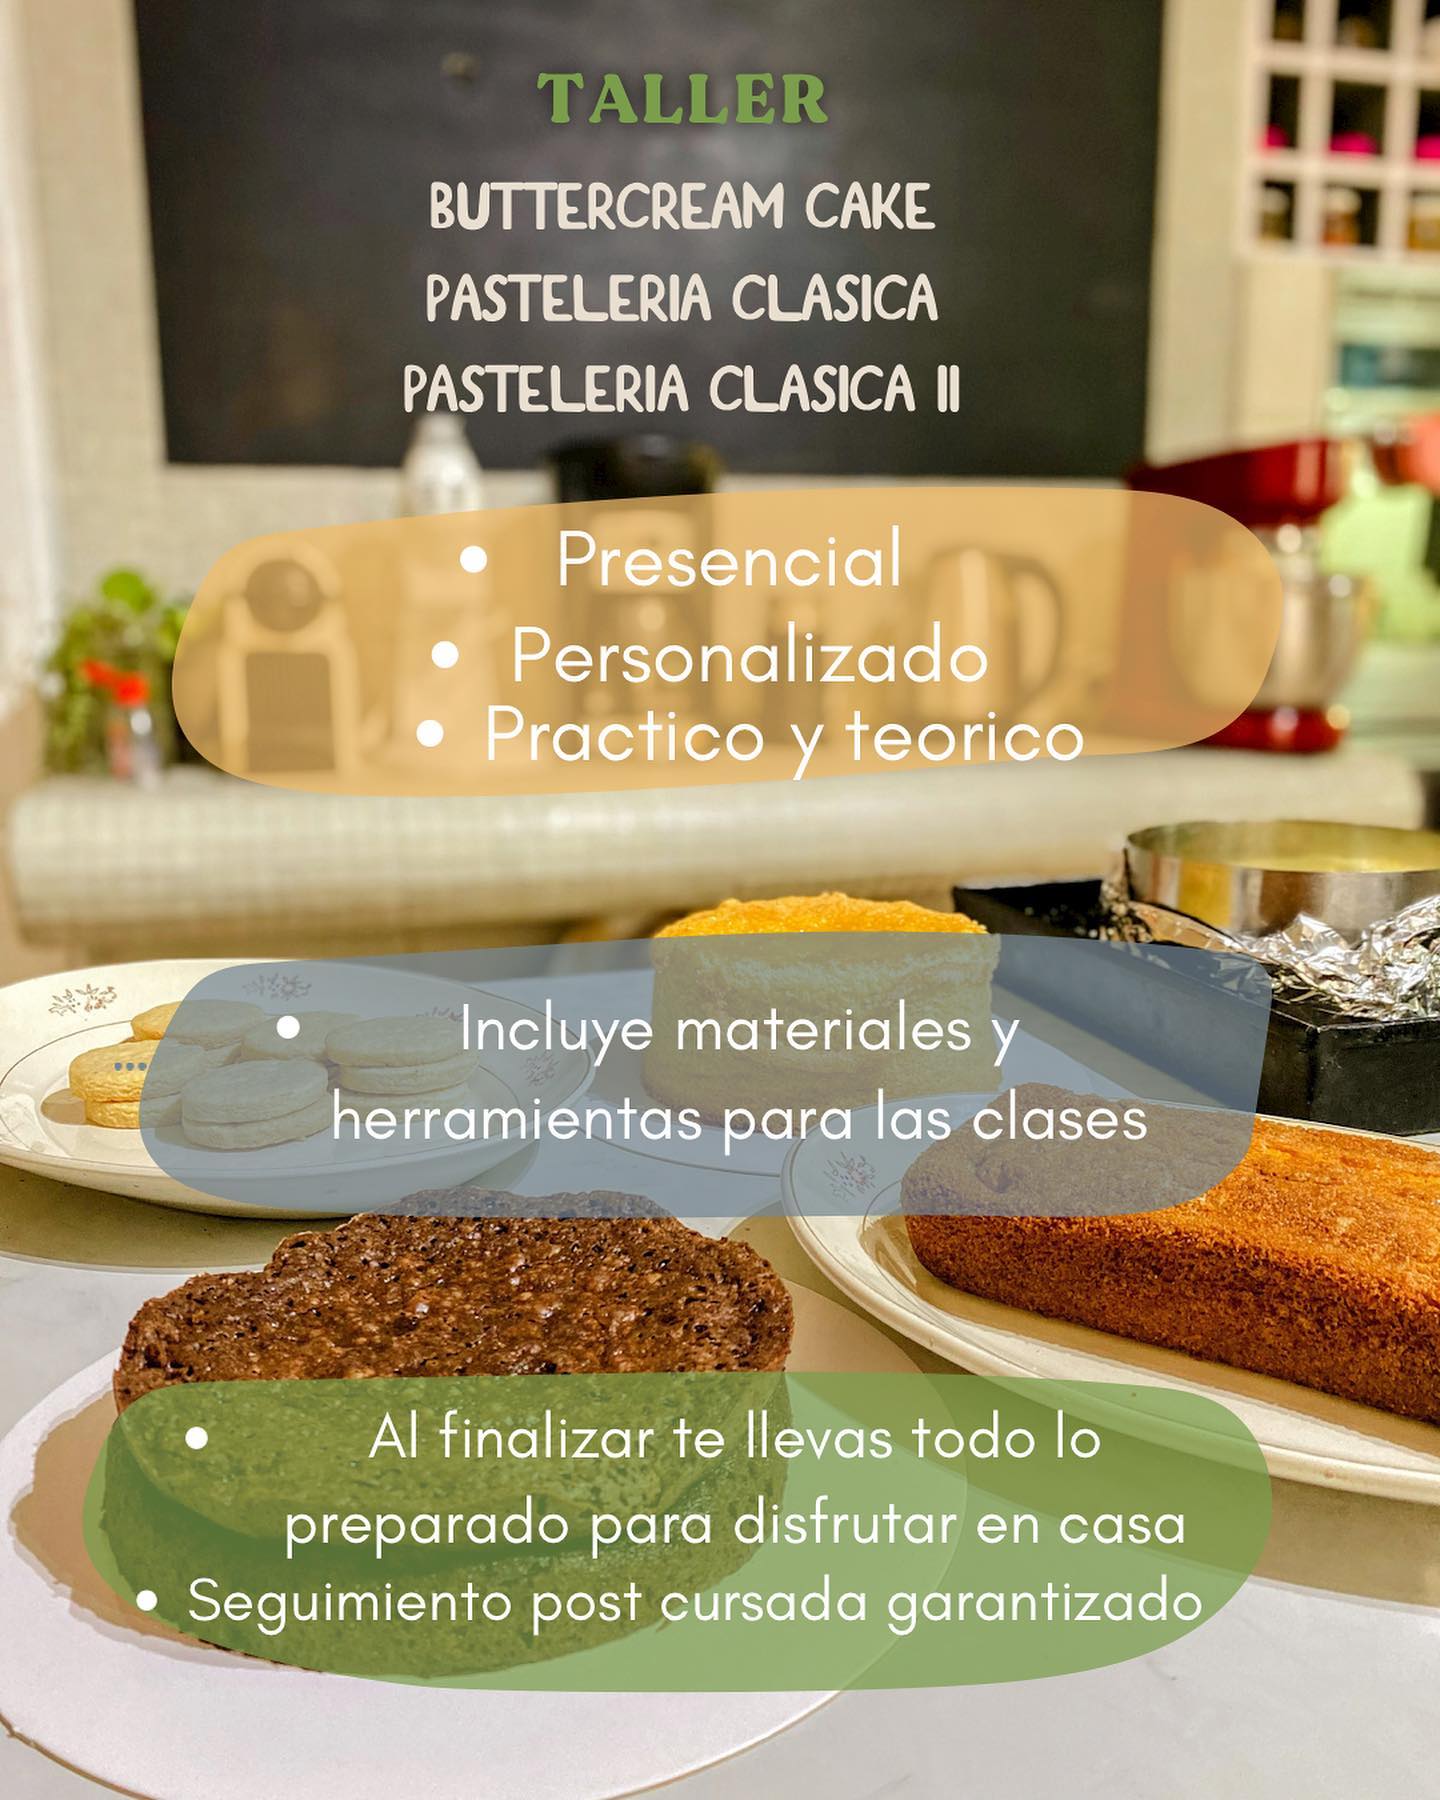 TALLER
BUTTERCREAM CAKE
PASTELERIA CLASICA
PASTELERIA CLASICA II
• Presencial
• Personalizado
• Practico y teorico
• Incluye materiales y
herramientas para las clases
• Al finalizar te llevas todo lo
preparado para disfrutar en casa
• Seguimiento post cursada garantizado